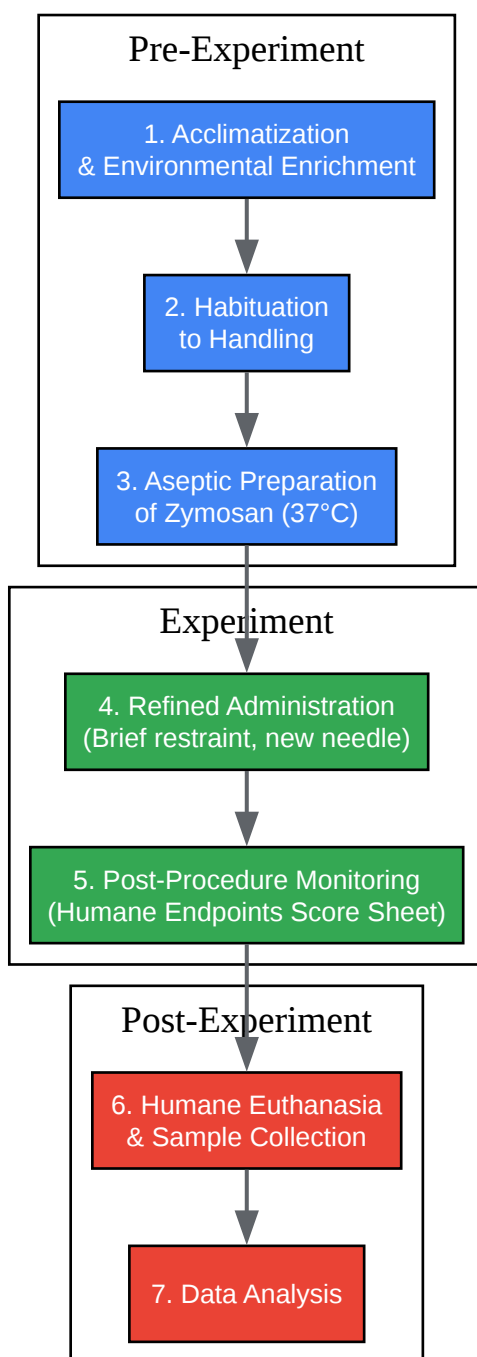 Pre-Experiment
1. Acclimatization
& Environmental Enrichment
2. Habituation
to Handling
3. Aseptic Preparation
of Zymosan (37°C)
Experiment
4. Refined Administration
(Brief restraint, new needle)
5. Post-Procedure Monitoring
(Humane Endpoints Score Sheet)
Post-Experiment
6. Humane Euthanasia
& Sample Collection
7. Data Analysis